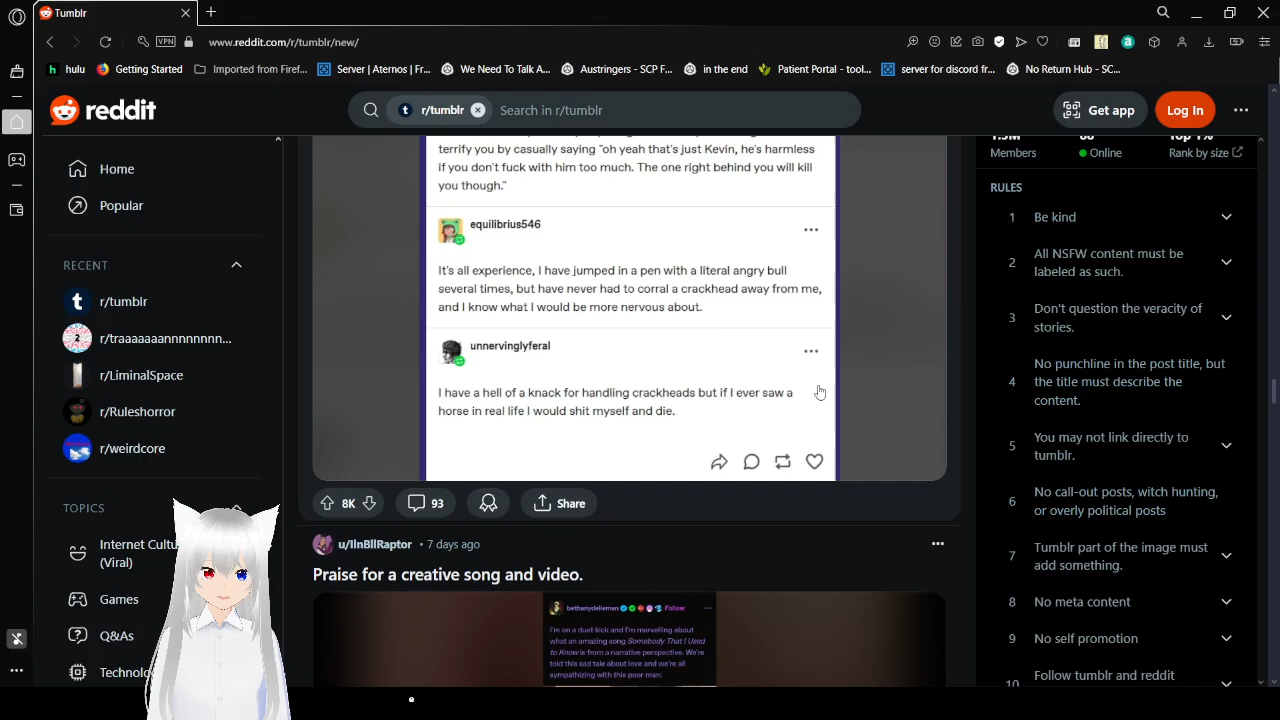 Tumblr
VPN
www.reddit.com/r/tumblr/new/
hulu
Getting Started
Imported from Firef...
Server | Aternos | Fr...
We Need To Talk A...
Austringers - SCP F...
in the end
Patient Portal - tool...
server for discord fr...
No Return Hub - SC...
reddit
r/tumblr
Search in r/tumblr
Get app
Log In
Home
Popular
RECENT
r/tumblr
r/traaaaaaannnnnnnn...
r/LiminalSpace
r/Ruleshorror
r/weirdcore
TOPICS
Internet Cultu
(Viral)
Games
Q&As
Technolo
terrify you by casually saying "oh yeah that's just Kevin, he's harmless
if you don't fuck with him too much. The one right behind you will kill
you though."
equilibrius546
It's all experience, I have jumped in a pen with a literal angry bull
several times, but have never had to corral a crackhead away from me,
and I know what I would be more nervous about.
unnervinglyferal
I have a hell of a knack for handling crackheads but if I ever saw a
horse in real life I would shit myself and die.
8K
93
Share
7 days ago
Praise for a creative song and video.
bethanydelleman
Follow
I'm on a dust kick and I'm marvelling about
what an amazing song Somebody That I Used
to Know is from a narrative perspective. We're
told this sad tale about love and we're all
sympathizing with this poor man:
Members
Online
Top 1%
Rank by size
RULES
1 Be kind
2 All NSFW content must be
labeled as such.
3 Don't question the veracity of
stories.
4 No punchline in the post title, but
the title must describe the
content.
5 You may not link directly to
tumblr.
6 No call-out posts, witch hunting,
or overly political posts
7 Tumblr part of the image must
add something.
8 No meta content
9 No self promotion
10 Follow tumblr and reddit